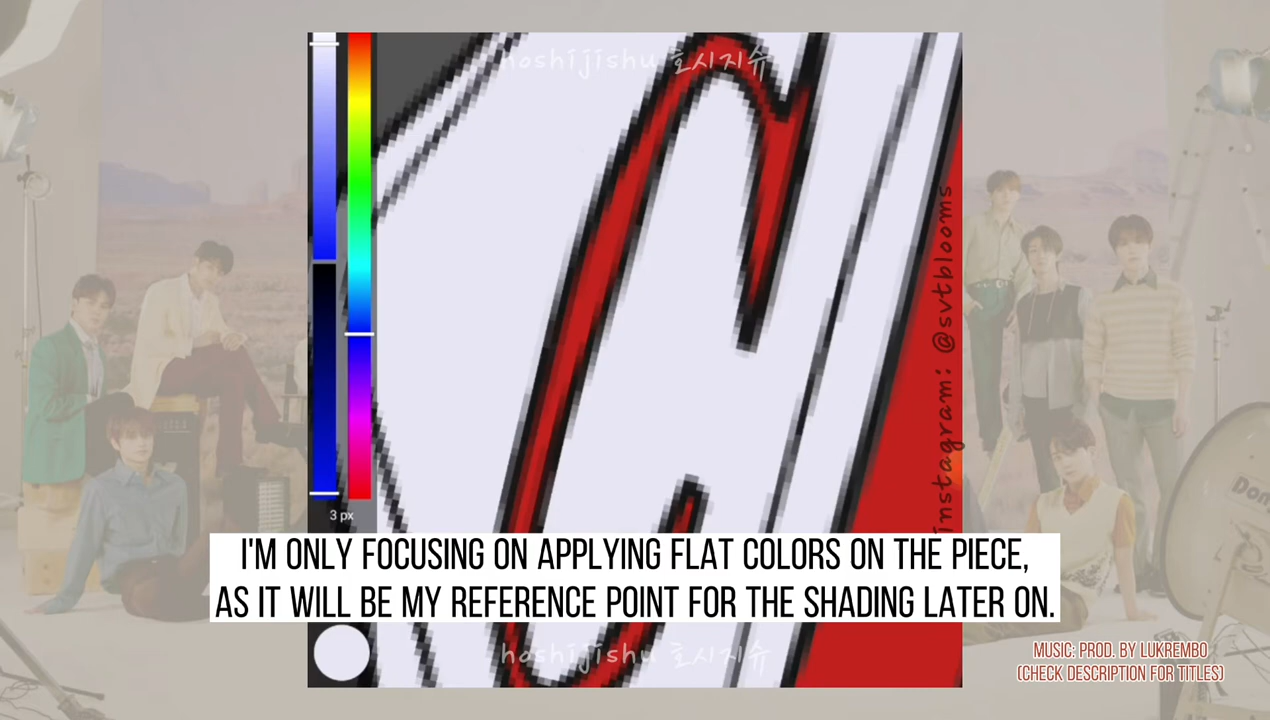 hoshijishu 호시지슈
instagram: @svtblooms
3 px
I'M ONLY FOCUSING ON APPLYING FLAT COLORS ON THE PIECE,
AS IT WILL BE MY REFERENCE POINT FOR THE SHADING LATER ON.
hoshijishu 호시지슈
MUSIC: PROD. BY LUKREMBO
(CHECK DESCRIPTION FOR TITLES)